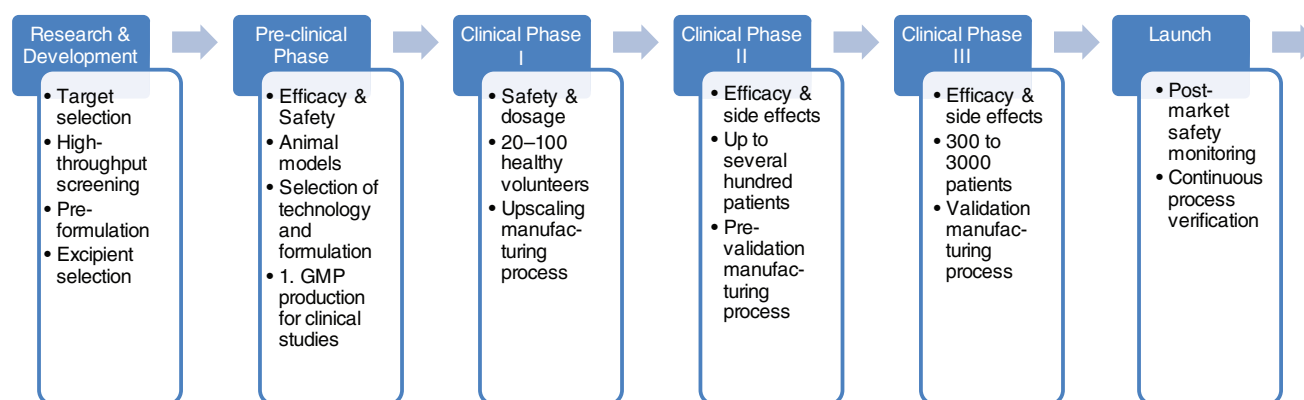 Research &
Development
• Target
selection
• High-
throughput
screening
• Pre-
formulation
• Excipient
selection
Pre-clinical
Phase
• Efficacy &
Safety
• Animal
models
• Selection of
technology
and
formulation
• 1. GMP
production
for clinical
studies
Clinical Phase
I
• Safety &
dosage
• 20–100
healthy
volunteers
• Upscaling
manufac-
turing
process
Clinical Phase
II
• Efficacy &
side effects
• Up to
several
hundred
patients
• Pre-
validation
manufac-
turing
process
Clinical Phase
III
• Efficacy &
side effects
• 300 to
3000
patients
• Validation
manufac-
turing
process
Launch
• Post-
market
safety
monitoring
• Continuous
process
verification